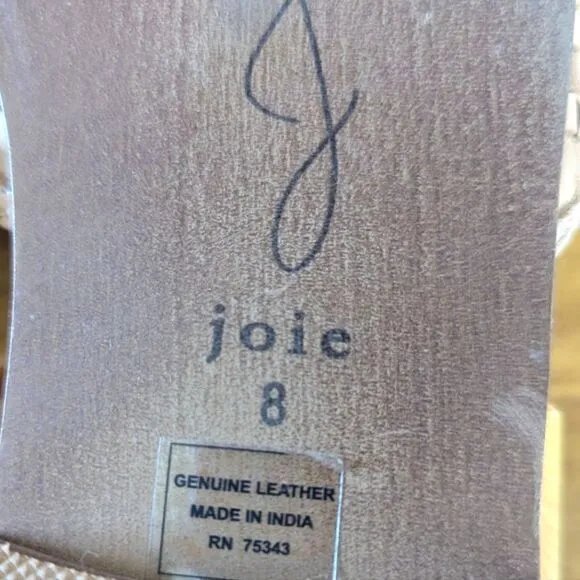 J
joie
8
GENUINE LEATHER
MADE IN INDIA
RN 75343